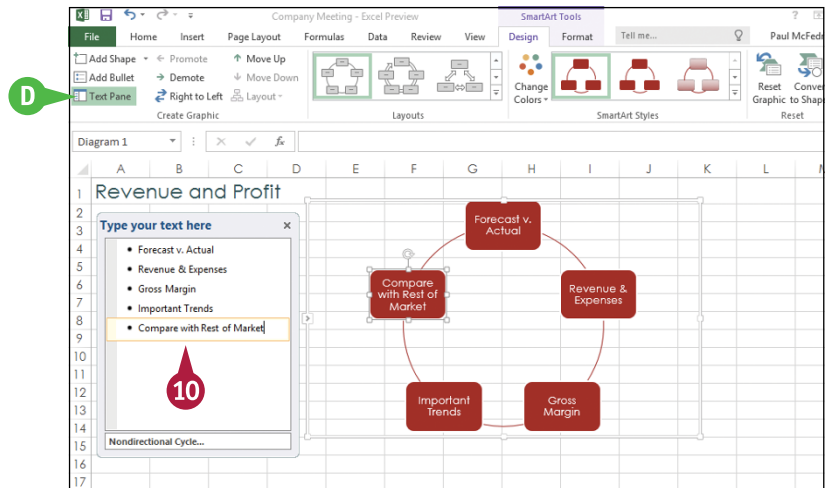 Company Meeting - Excel Preview
SmartArt Tools
?
File Home Insert Page Layout Formulas Data Review View Design Format Tell me... Paul McFedr
Add Shape Promote Move Up
Add Bullet Demote Move Down
Text Pane Right to Left Layout
Create Graphic
Layouts
Change
Colors
SmartArt Styles
Reset
Graphic
Conver
to Shap
Reset
D
Diagram 1
fx
A B C D E F G H I J K L
1 Revenue and Profit
2
3
4
5
6
7
8
9
10
11
12
13
14
15
16
17
Type your text here ×
• Forecast v. Actual
• Revenue & Expenses
• Gross Margin
• Important Trends
• Compare with Rest of Market
10
Nondirectional Cycle...
Forecast v.
Actual
Revenue &
Expenses
Gross
Margin
Important
Trends
Compare
with Rest of
Market